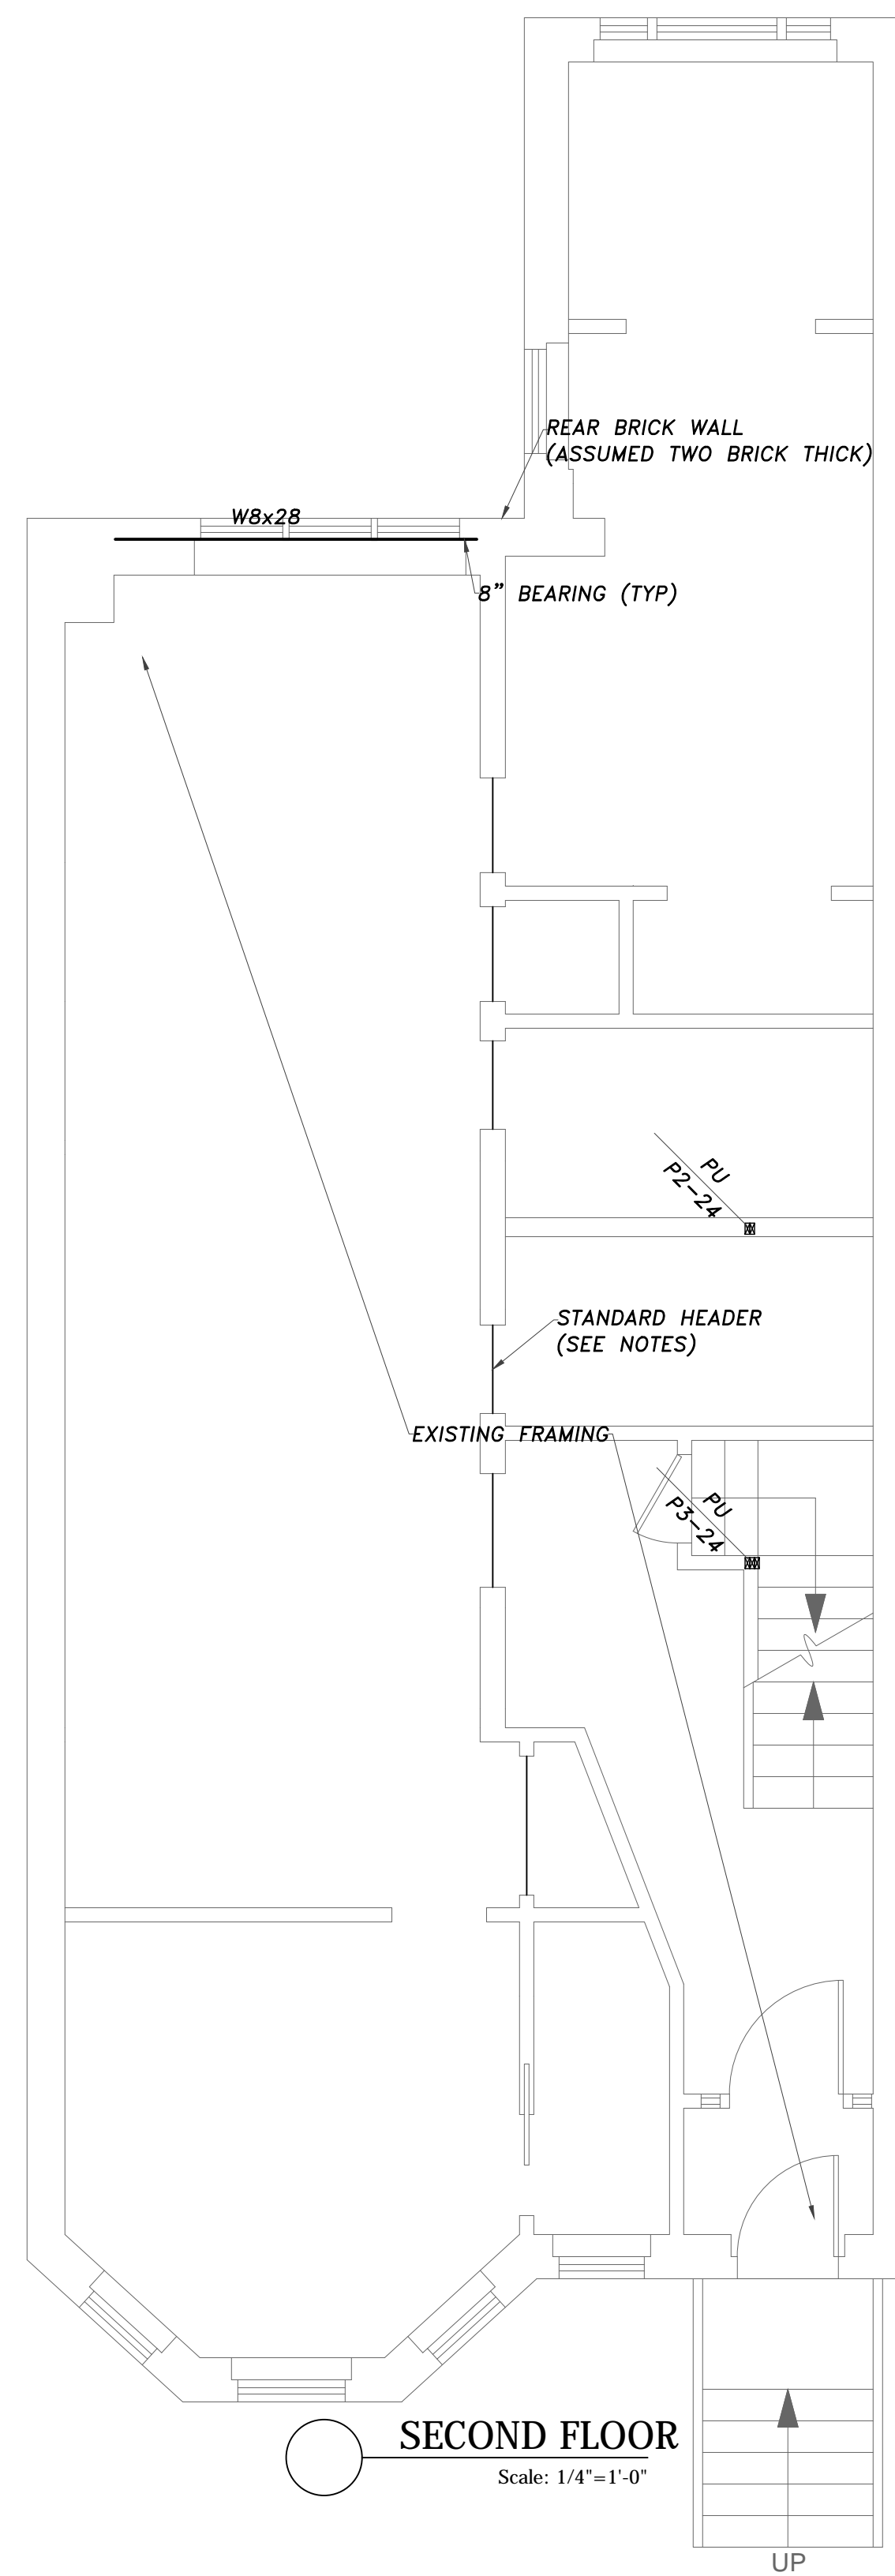 REAR BRICK WALL
(ASSUMED TWO BRICK THICK)
W8x28
8" BEARING (TYP)
PU
P2-24
STANDARD HEADER
(SEE NOTES)
EXISTING FRAMING
PU
P3-24
SECOND FLOOR
Scale: 1/4"=1'-0"
UP